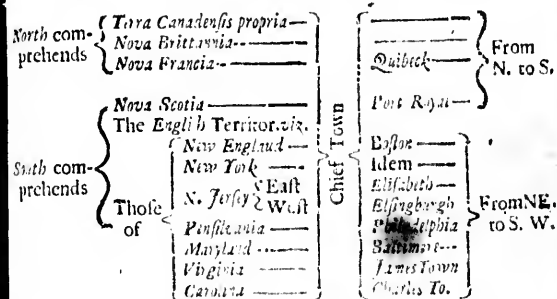 North com-
prehends
Terra Canadensis propria
Nova Brittannia
Nova Francia
Quibeck
From
N. to S.
Nova Scotia
Port Royal
The English Territor. viz.
South com-
prehends
Those
of
New England
New York
N. Jersey East
West
Pensilvania
Maryland
Virginia
Carolina
Chief Town
Boston
Idem
Elisabeth
Elsingburgh
Philadelphia
Baltimore
James Town
Charles To.
From NE.
to S. W.